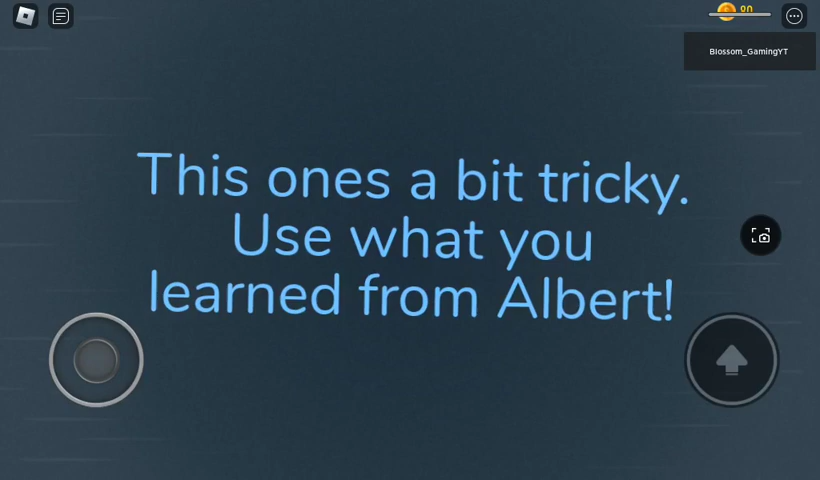 Blossom_GamingYT
This ones a bit tricky.
Use what you
learned from Albert!